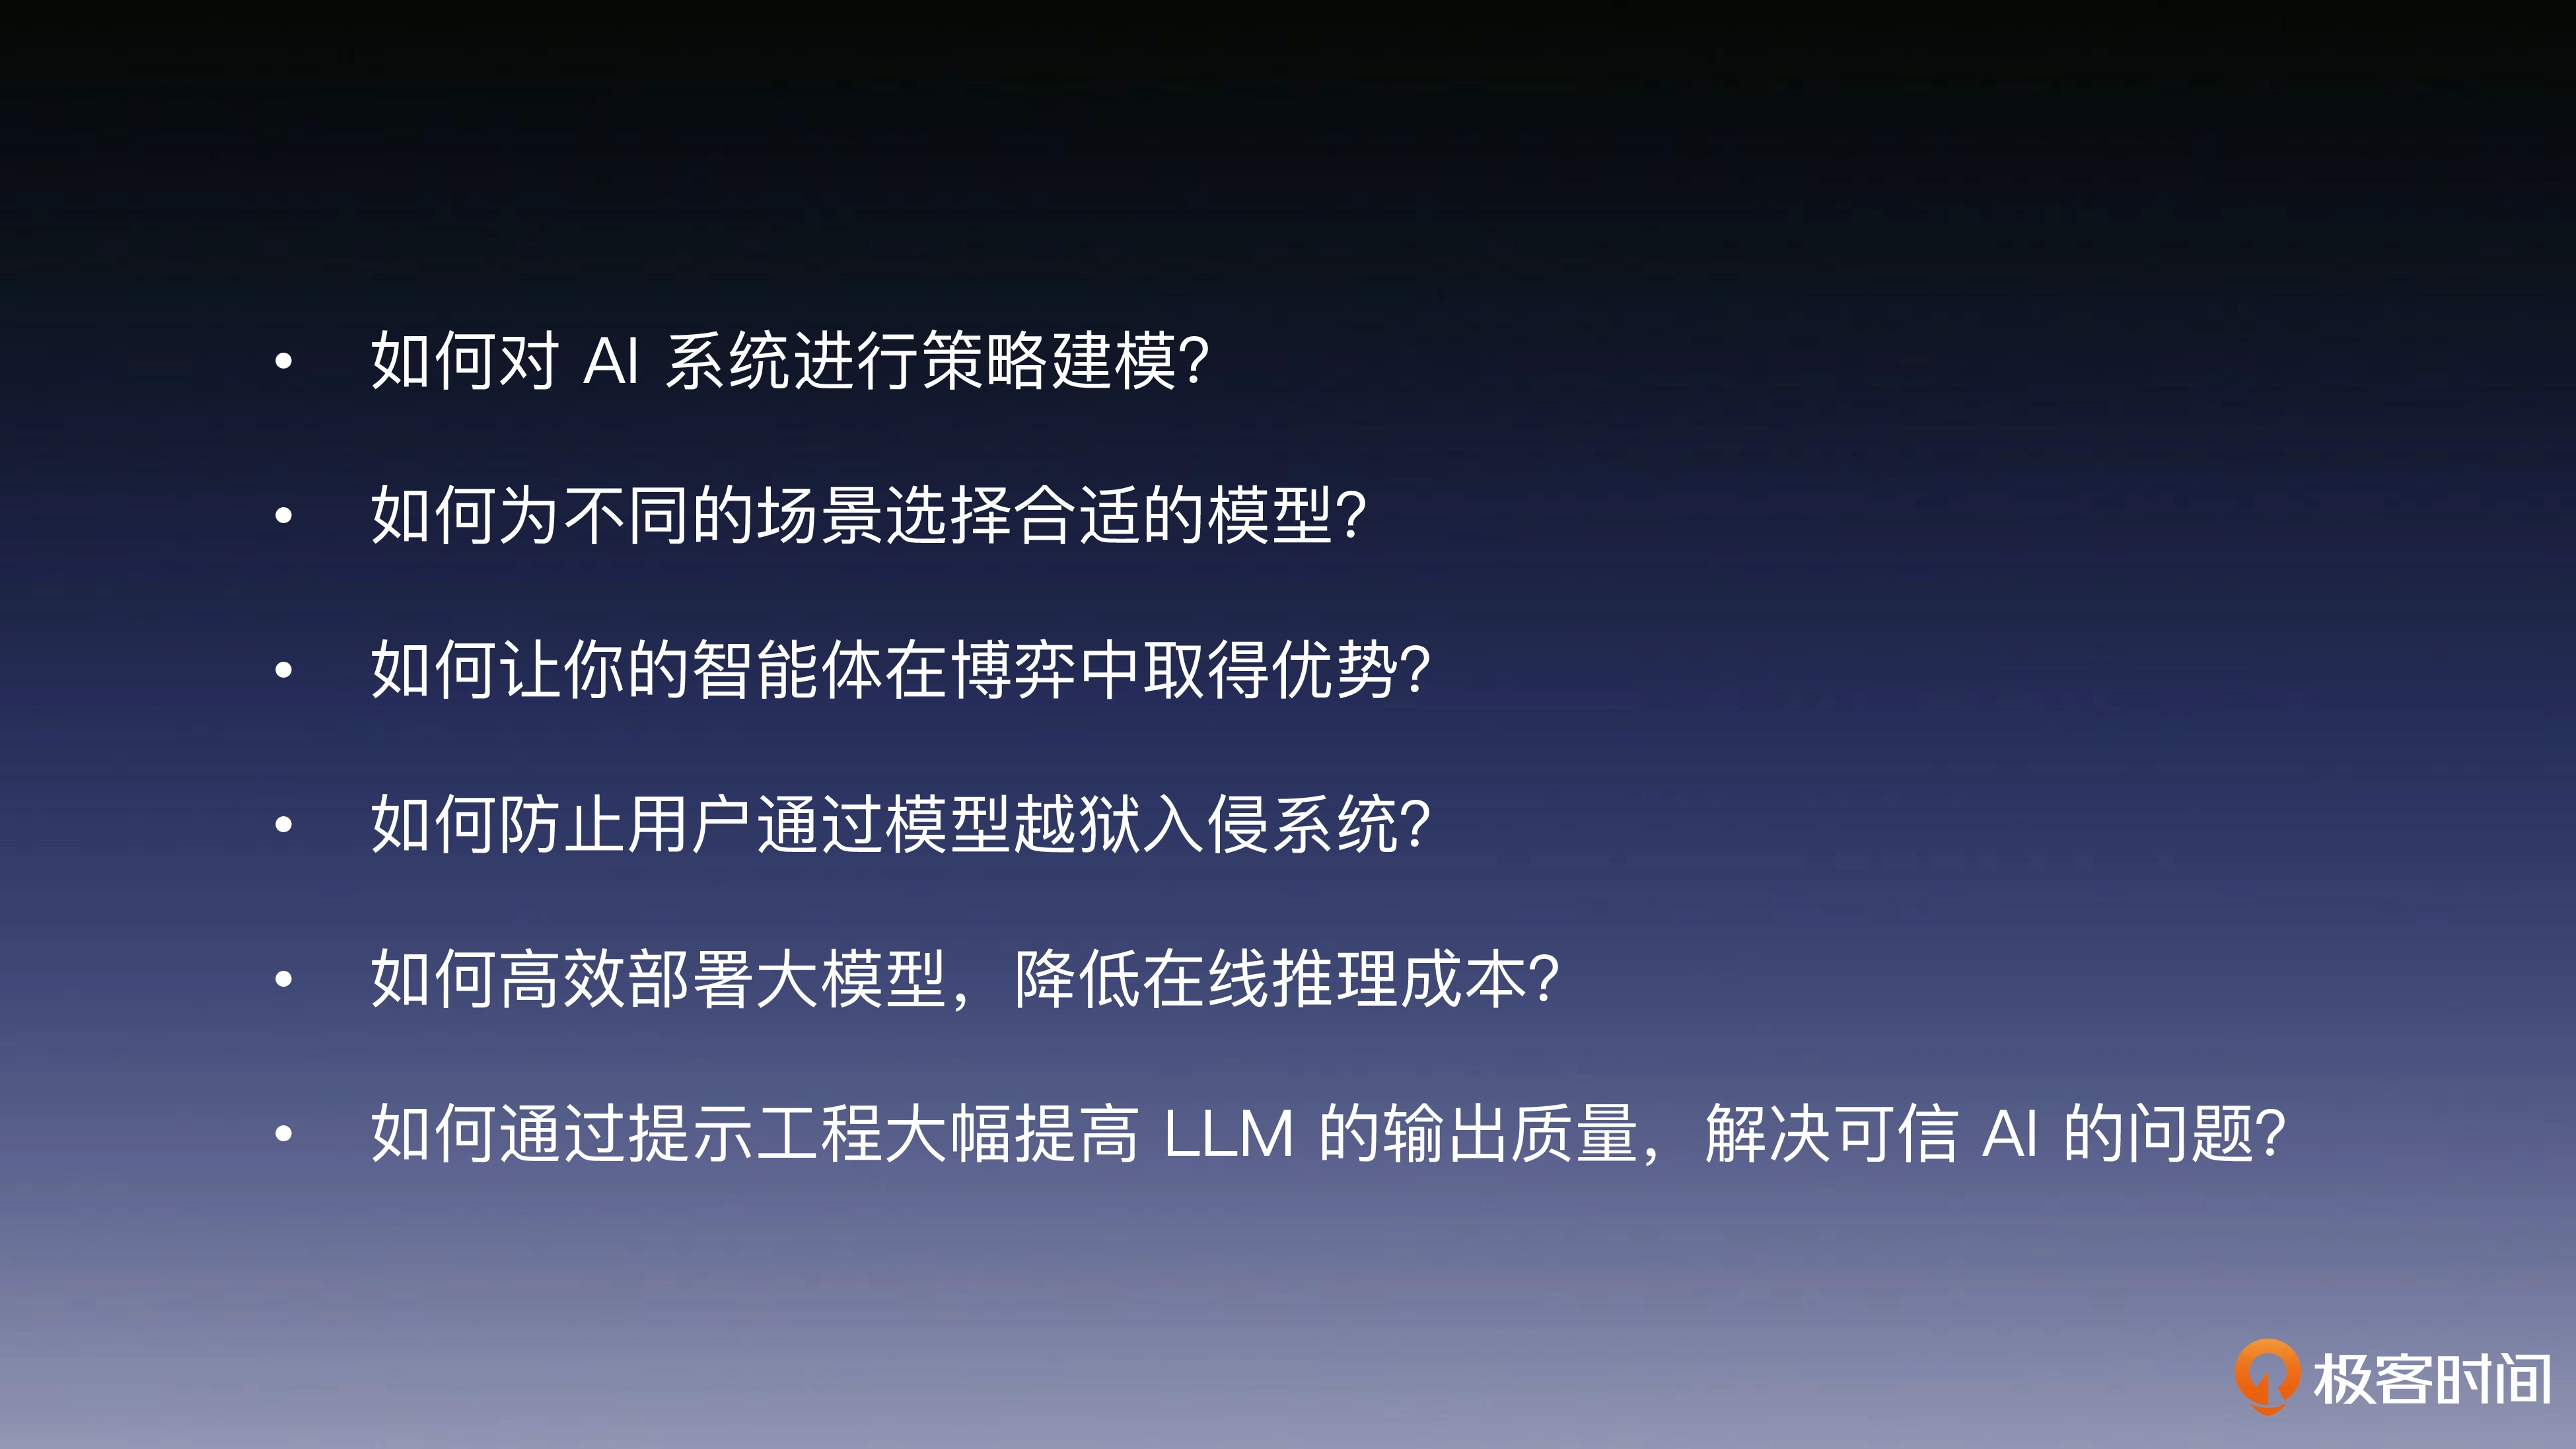 • 如何对 AI 系统进行策略建模？
• 如何为不同的场景选择合适的模型？
• 如何让你的智能体在博弈中取得优势？
• 如何防止用户通过模型越狱入侵系统？
• 如何高效部署大模型，降低在线推理成本？
• 如何通过提示工程大幅提高 LLM 的输出质量，解决可信 AI 的问题？
极客时间